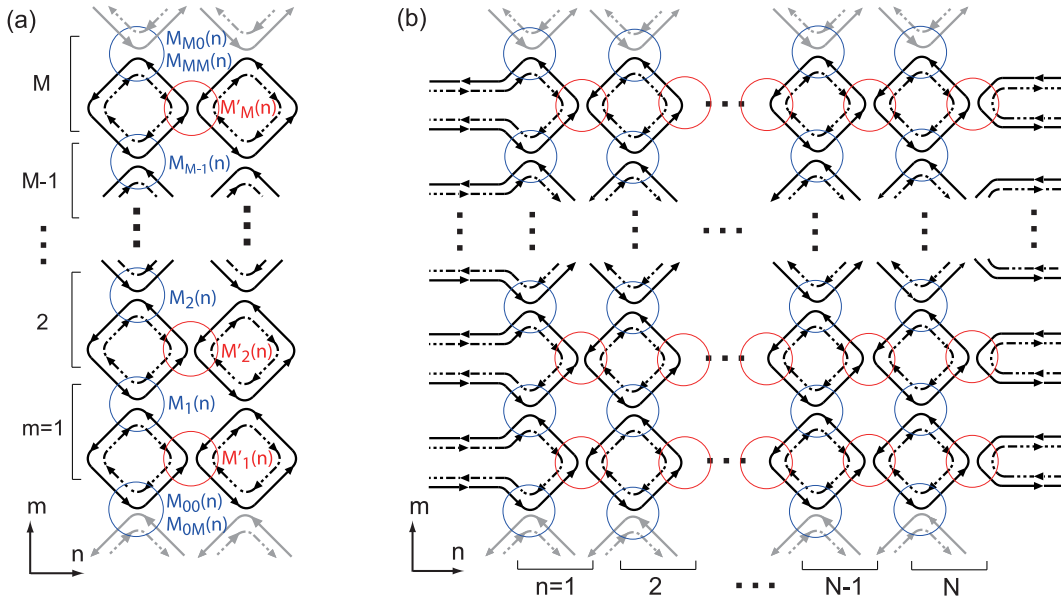 (a)
M_{M0}(n)
M_{MM}(n)
M
M'_M(n)
M_{M-1}(n)
M-1
M_2(n)
2
M'_2(n)
M_1(n)
m=1
M'_1(n)
M_{00}(n)
M_{0M}(n)
m
n
(b)
m
n
n=1 2 N-1 N